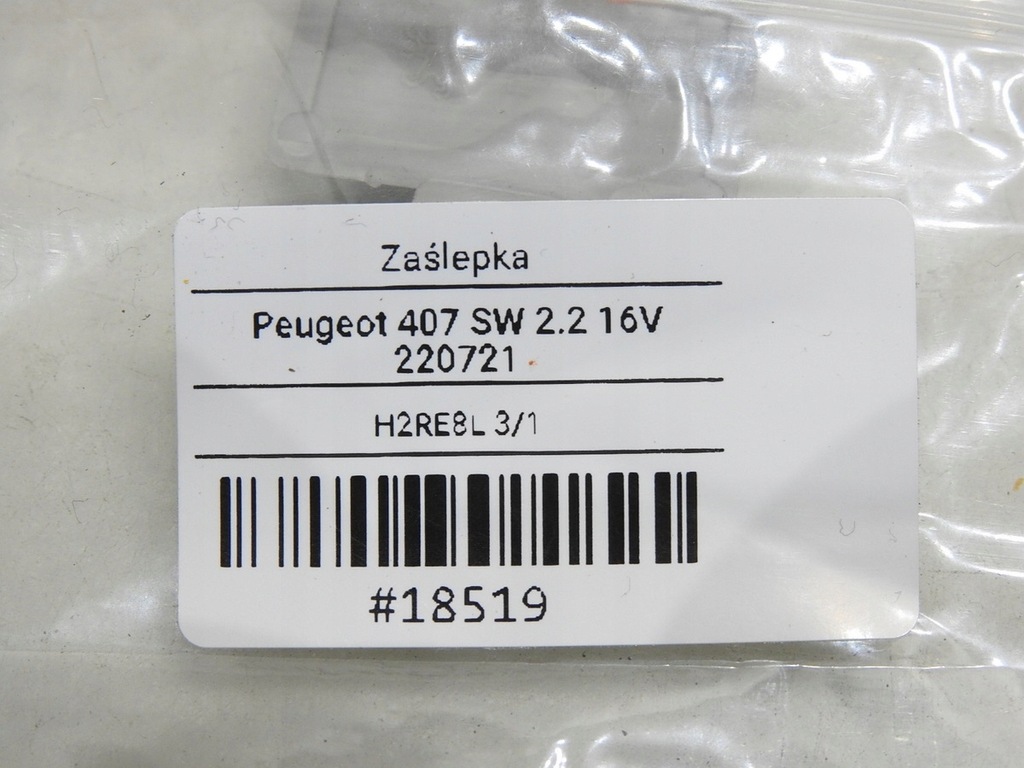 Zaślepka
Peugeot 407 SW 2.2 16V
220721
H2RE8L 3/1
#18519